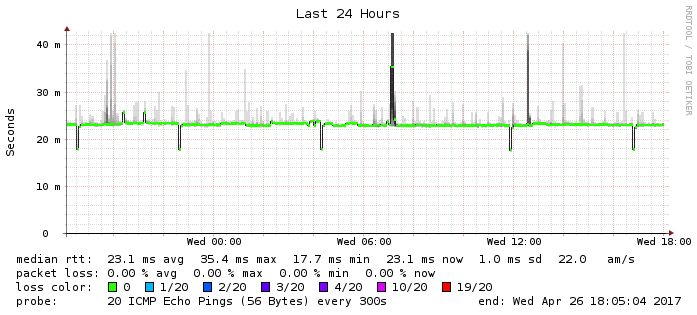 Last 24 Hours
RRDTOOL / TOBI OETIKER
Seconds
40 m
30 m
20 m
10 m
0
Wed 00:00 Wed 06:00 Wed 12:00 Wed 18:00
median rtt: 23.1 ms avg 35.4 ms max 17.7 ms min 23.1 ms now 1.0 ms sd 22.0 am/s
packet loss: 0.00 % avg 0.00 % max 0.00 % min 0.00 % now
loss color: 0 1/20 2/20 3/20 4/20 10/20 19/20
probe: 20 ICMP Echo Pings (56 Bytes) every 300s end: Wed Apr 26 18:05:04 2017